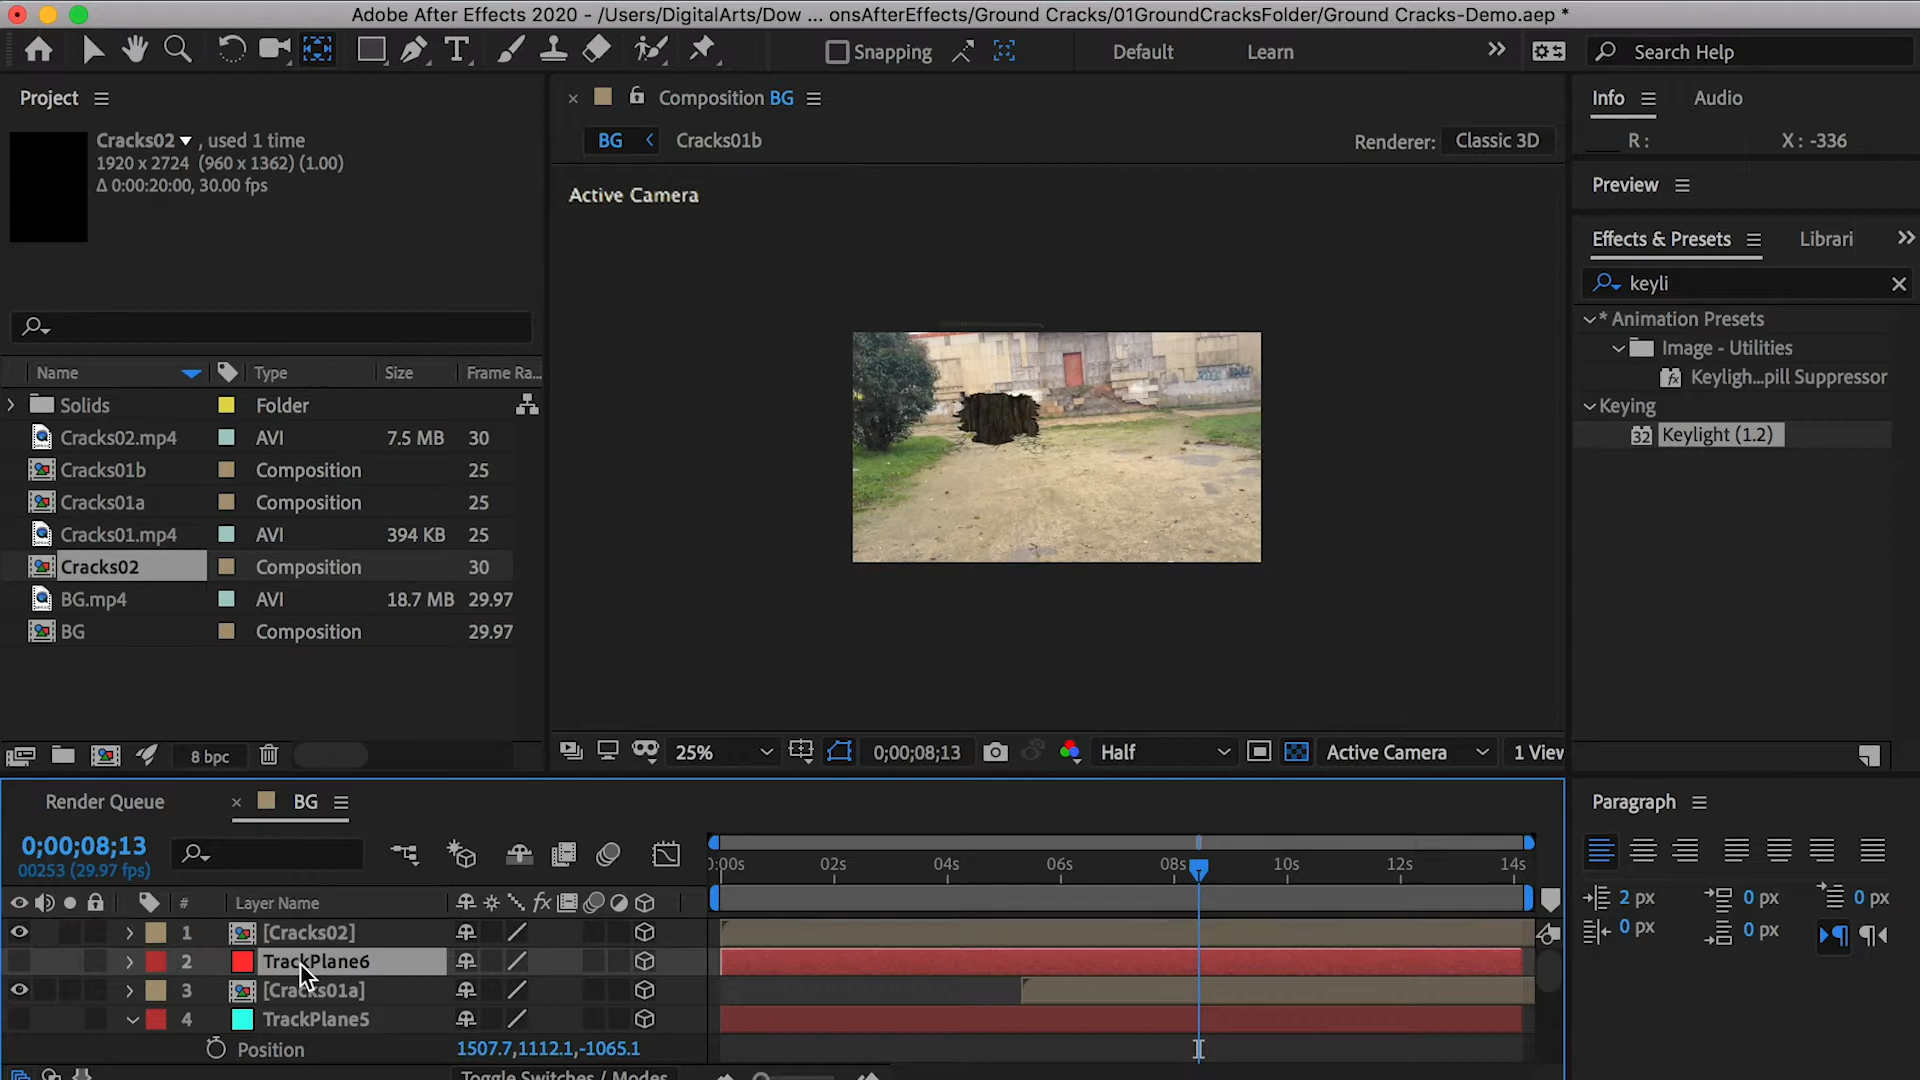 Adobe After Effects 2020 - /Users/DigitalArts/Dow ... onsAfterEffects/Ground Cracks/01GroundCracksFolder/Ground Cracks-Demo.aep *
Snapping
Default
Learn
Search Help
Project
Cracks02 , used 1 time
1920 x 2724 (960 x 1362) (1.00)
Δ 0:00:20:00, 30.00 fps
Name Type Size Frame Ra...
Solids Folder
Cracks02.mp4 AVI 7.5 MB 30
Cracks01b Composition 25
Cracks01a Composition 25
Cracks01.mp4 AVI 394 KB 25
Cracks02 Composition 30
BG.mp4 AVI 18.7 MB 29.97
BG Composition 29.97
8 bpc
Composition BG
BG Cracks01b
Renderer: Classic 3D
Active Camera
25% 0;00;08;13 Half Active Camera 1 View
Info Audio
R : X : -336
Preview
Effects & Presets Librari
keyli
* Animation Presets
Image - Utilities
Keyligh...pill Suppressor
Keying
32 Keylight (1.2)
Render Queue BG
0;00;08;13
00253 (29.97 fps)
# Layer Name fx
1 [Cracks02]
2 TrackPlane6
3 [Cracks01a]
4 TrackPlane5
Position 1507.7,1112.1,-1065.1
Toggle Switches / Modes
0:00s 02s 04s 06s 08s 10s 12s 14s
Paragraph
2 px 0 px 0 px
0 px 0 px